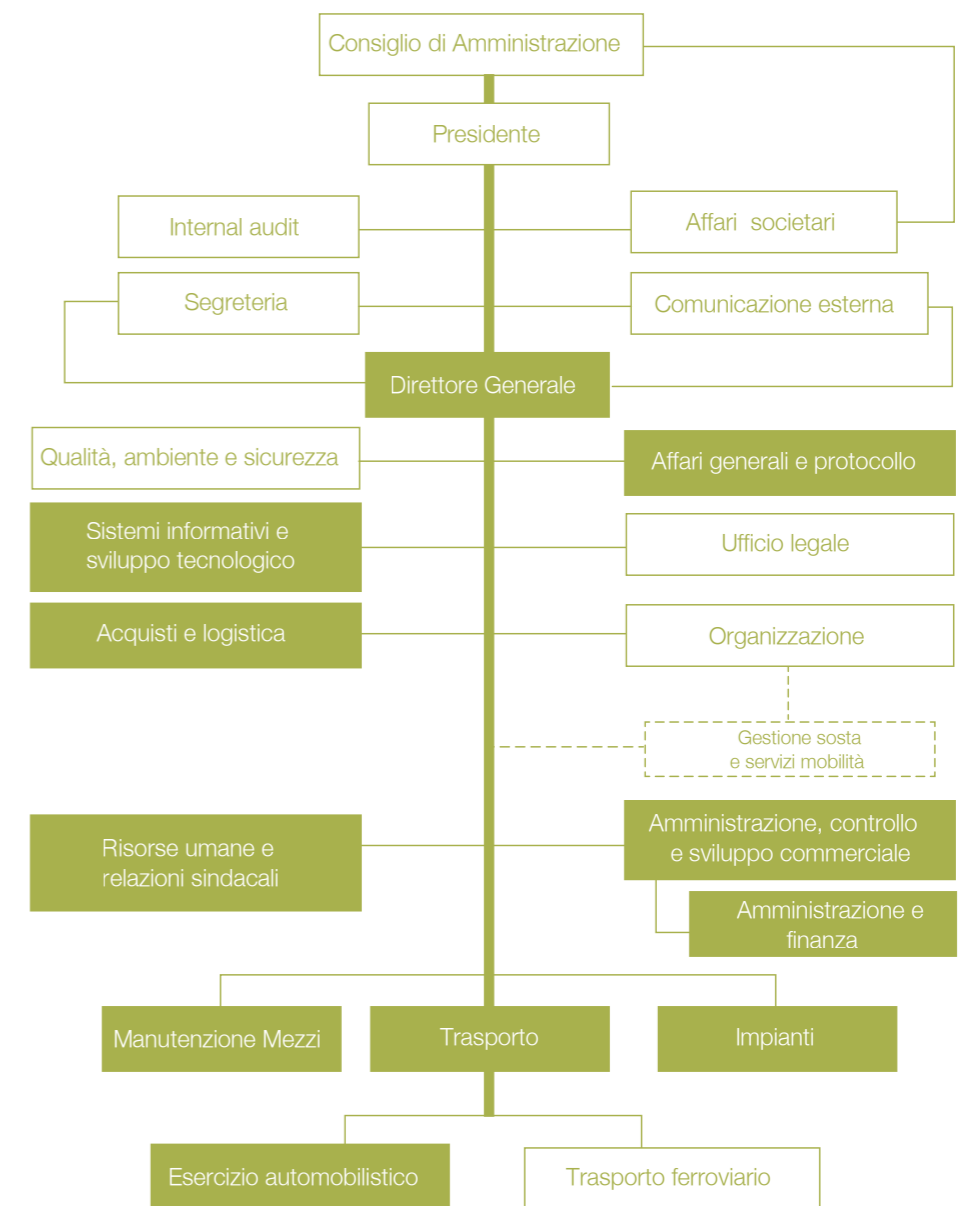 Consiglio di Amministrazione
Presidente
Internal audit
Affari societari
Segreteria
Comunicazione esterna
Direttore Generale
Qualità, ambiente e sicurezza
Affari generali e protocollo
Sistemi informativi e
sviluppo tecnologico
Ufficio legale
Acquisti e logistica
Organizzazione
Gestione sosta
e servizi mobilità
Risorse umane e
relazioni sindacali
Amministrazione, controllo
e sviluppo commerciale
Amministrazione e
finanza
Manutenzione Mezzi
Trasporto
Impianti
Esercizio automobilistico
Trasporto ferroviario